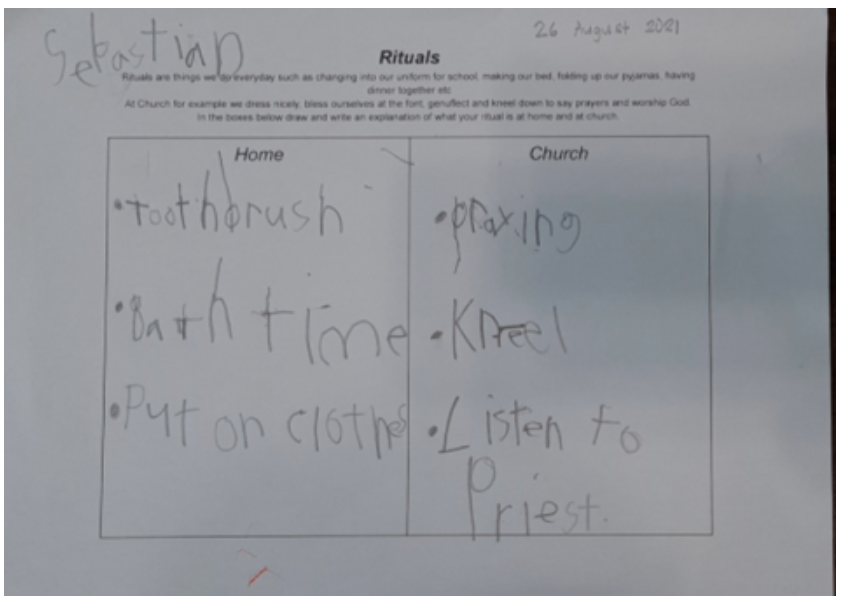 Sebastian
26 August 2021
Rituals
Rituals are things we do everyday such as changing into our uniform for school, making our bed, folding up our pyjamas, having
dinner together etc
At Church for example we dress nicely, bless ourselves at the font, genuflect and kneel down to say prayers and worship God.
In the boxes below draw and write an explanation of what your ritual is at home and at church.
Home
• toothbrush
• Bath time
• Put on clothes
Church
• praying
• Kneel
• Listen to
Priest.